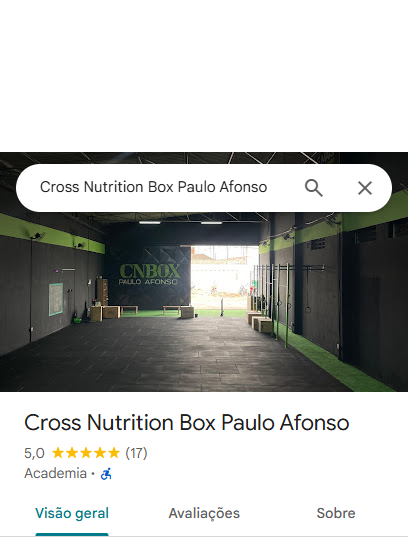 Cross Nutrition Box Paulo Afonso
CNBOX
PAULO AFONSO
Cross Nutrition Box Paulo Afonso
5,0 (17)
Academia ·
Visão geral Avaliações Sobre